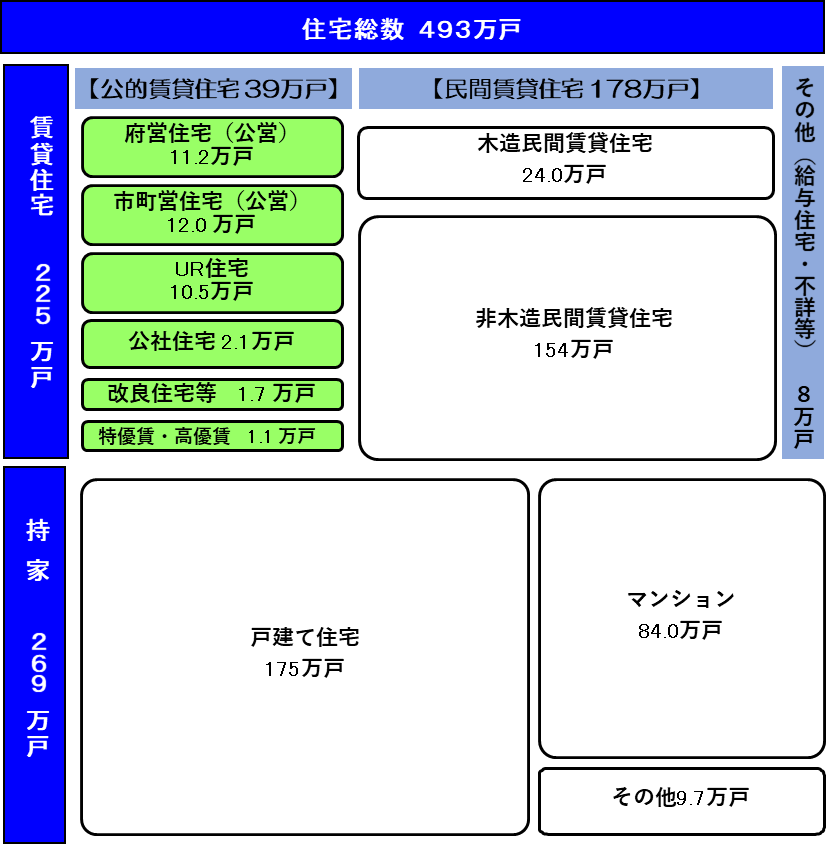 住宅総数 493万戸
賃貸住宅 225 万戸
【公的賃貸住宅 39万戸】
府営住宅（公営）
11.2万戸
市町営住宅（公営）
12.0 万戸
UR住宅
10.5万戸
公社住宅 2.1万戸
改良住宅等 1.7 万戸
特優賃・高優賃 1.1 万戸
【民間賃貸住宅 178万戸】
木造民間賃貸住宅
24.0万戸
非木造民間賃貸住宅
154万戸
その他（給与住宅・不詳等） 8万戸
持家 269 万戸
戸建て住宅
175万戸
マンション
84.0万戸
その他9.7万戸